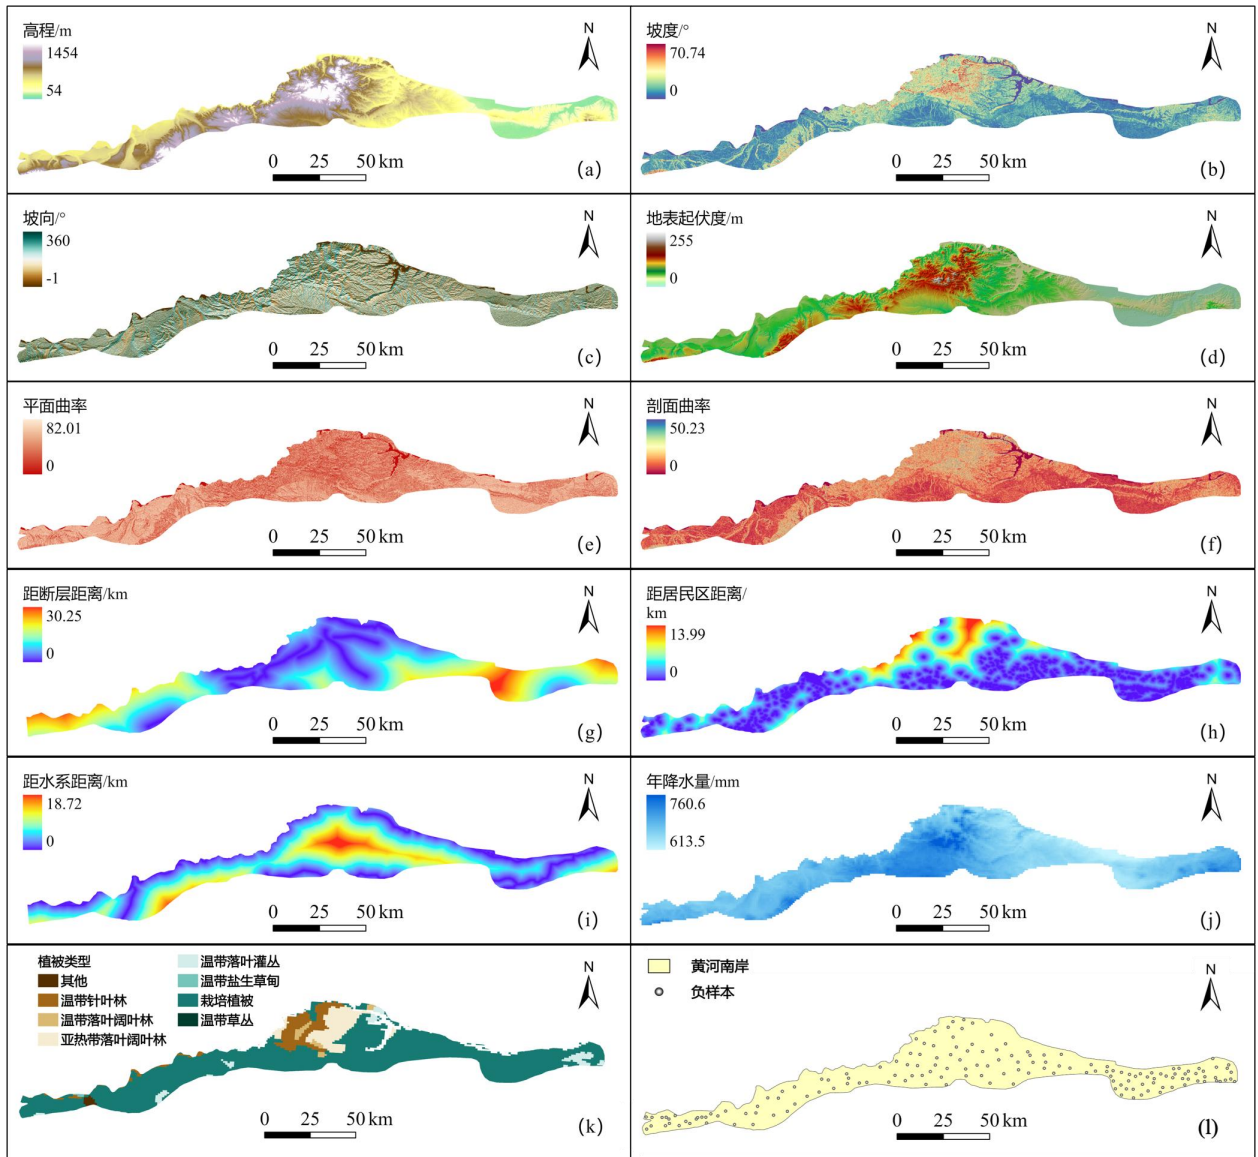 高程/m
1454
54
N
0 25 50 km
(a)
坡度/°
70.74
0
N
0 25 50 km
(b)
坡向/°
360
-1
N
0 25 50 km
(c)
地表起伏度/m
255
0
N
0 25 50 km
(d)
平面曲率
82.01
0
N
0 25 50 km
(e)
剖面曲率
50.23
0
N
0 25 50 km
(f)
距断层距离/km
30.25
0
N
0 25 50 km
(g)
距居民区距离/
km
13.99
0
N
0 25 50 km
(h)
距水系距离/km
18.72
0
N
0 25 50 km
(i)
年降水量/mm
760.6
613.5
N
0 25 50 km
(j)
植被类型
其他
温带针叶林
温带落叶阔叶林
亚热带落叶阔叶林
温带落叶灌丛
温带盐生草甸
栽培植被
温带草丛
N
0 25 50 km
(k)
黄河南岸
负样本
N
0 25 50 km
(l)